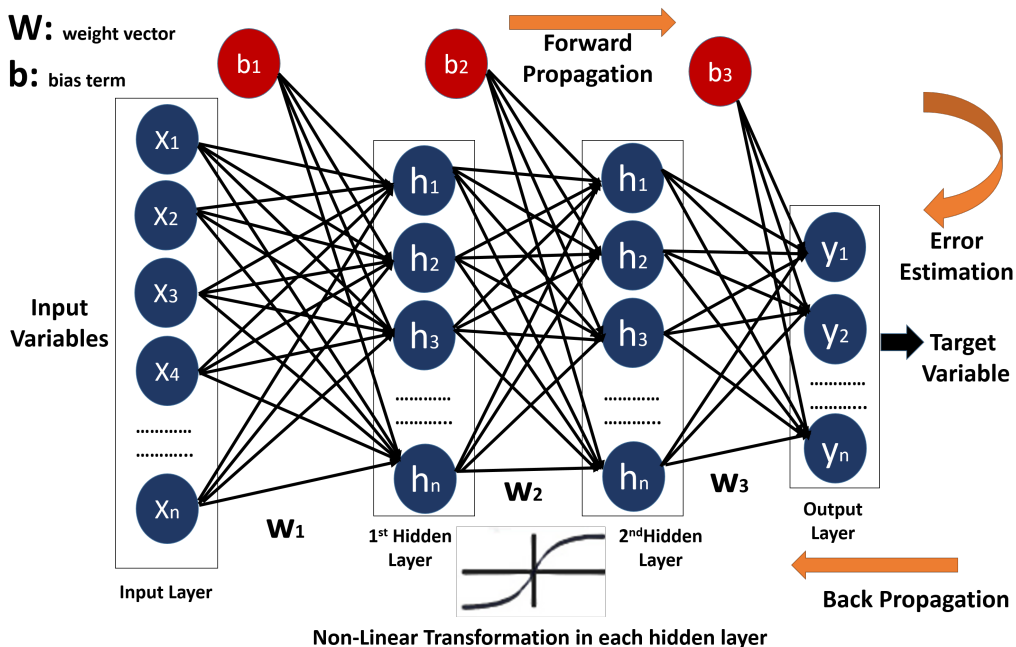 W: weight vector
b: bias term
b1
b2
b3
Forward
Propagation
X1
X2
X3
X4
............
............
Xn
h1
h2
h3
............
............
hn
h1
h2
h3
............
............
hn
y1
y2
............
............
yn
Input
Variables
Error
Estimation
Target
Variable
W1
W2
W3
Input Layer
1st Hidden
Layer
2ndHidden
Layer
Output
Layer
Back Propagation
Non-Linear Transformation in each hidden layer